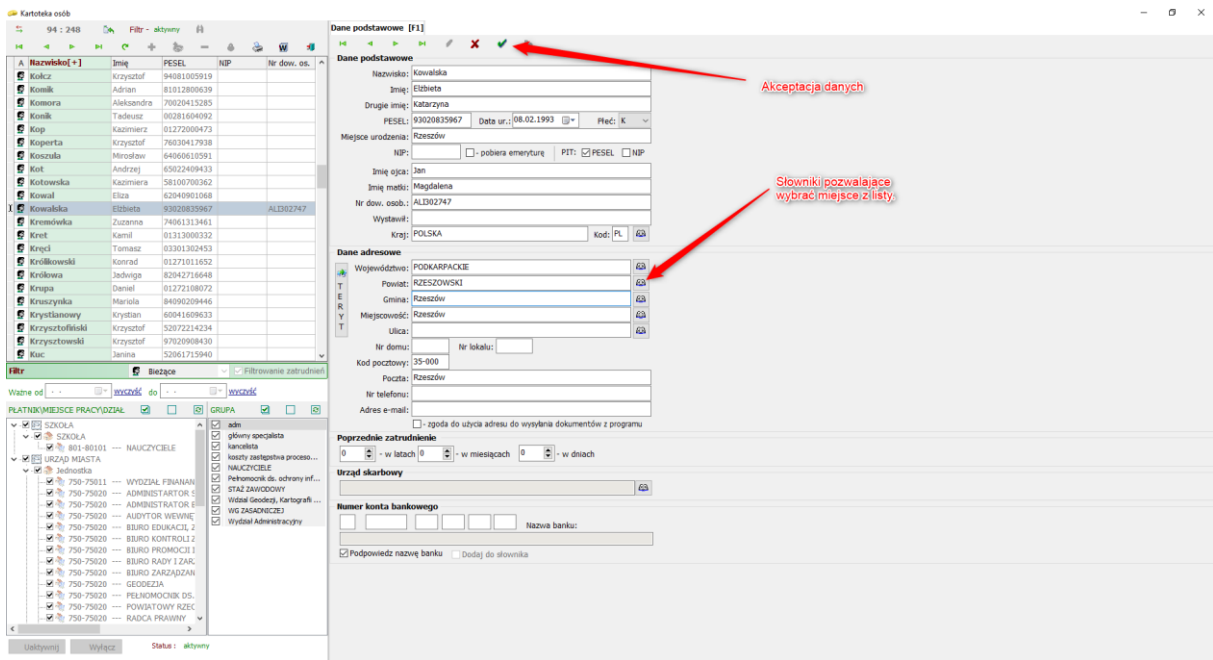 Kartoteka osób
94 : 248 Filtr - aktywny
A Nazwisko[+] Imię PESEL NIP Nr dow. os.
Kołcz Krzysztof 94081005919
Komik Adrian 81012800639
Komora Aleksandra 70020415285
Konik Tadeusz 00281604092
Kop Kazimierz 01272000473
Koperta Krzysztof 76030417938
Koszula Mirosław 64060610591
Kot Andrzej 65022409433
Kotowska Kazimiera 58100700362
Kowal Eliza 62040901068
Kowalska Elżbieta 93020835967 ALI302747
Kremówka Zuzanna 74061313461
Kret Kamil 01313000332
Kręci Tomasz 03301302453
Królikowski Konrad 01271011652
Królowa Jadwiga 82042716648
Krupa Daniel 01272108072
Kruszynka Mariola 84090209446
Krystianowy Krystian 60041609633
Krzysztofiński Krzysztof 52072214234
Krzysztowski Krzysztof 97020908430
Kuc Janina 52061715940
Filtr Bieżące Filtrowanie zatrudnień
Ważne od - - wyczyść do - - wyczyść
PŁATNIK\MIEJSCE PRACY\DZIAŁ
SZKOŁA
SZKOŁA
801-80101 --- NAUCZYCIELE
URZĄD MIASTA
Jednostka
750-75011 --- WYDZIAŁ FINANAN
750-75020 --- ADMINISTARTOR S
750-75020 --- ADMINISTRATOR B
750-75020 --- AUDYTOR WEWNĘ
750-75020 --- BIURO EDUKACJI, Z
750-75020 --- BIURO KONTROLI Z
750-75020 --- BIURO PROMOCJI I
750-75020 --- BIURO RADY I ZAR
750-75020 --- BIURO ZARZĄDZAN
750-75020 --- GEODEZJA
750-75020 --- PEŁNOMOCNIK DS.
750-75020 --- POWIATOWY RZEC
750-75020 --- RADCA PRAWNY
GRUPA
adm
główny specjalista
kancelista
koszty zastępstwa proceso...
NAUCZYCIELE
Pełnomocnik ds. ochrony inf...
STAŻ ZAWODOWY
Wdział Geodezji, Kartografii ...
WG ZASADNICZEJ
Wydział Administracyjny
Uaktywnij Wyłącz Status : aktywny
Dane podstawowe [F1]
Dane podstawowe
Nazwisko: Kowalska
Imię: Elżbieta
Drugie imię: Katarzyna
PESEL: 93020835967 Data ur.: 08.02.1993 Płeć: K
Miejsce urodzenia: Rzeszów
NIP: - pobiera emeryturę PIT: PESEL NIP
Imię ojca: Jan
Imię matki: Magdalena
Nr dow. osob.: ALI302747
Wystawił:
Kraj: POLSKA Kod: PL
Dane adresowe
TERYT
Województwo: PODKARPACKIE
Powiat: RZESZOWSKI
Gmina: Rzeszów
Miejscowość: Rzeszów
Ulica:
Nr domu: Nr lokalu:
Kod pocztowy: 35-000
Poczta: Rzeszów
Nr telefonu:
Adres e-mail:
- zgoda do użycia adresu do wysyłania dokumentów z programu
Poprzednie zatrudnienie
0 - w latach 0 - w miesiącach 0 - w dniach
Urząd skarbowy
Numer konta bankowego
Nazwa banku:
Podpowiedz nazwę banku Dodaj do słownika
Akceptacja danych
Słowniki pozwalające
wybrać miejsce z listy.